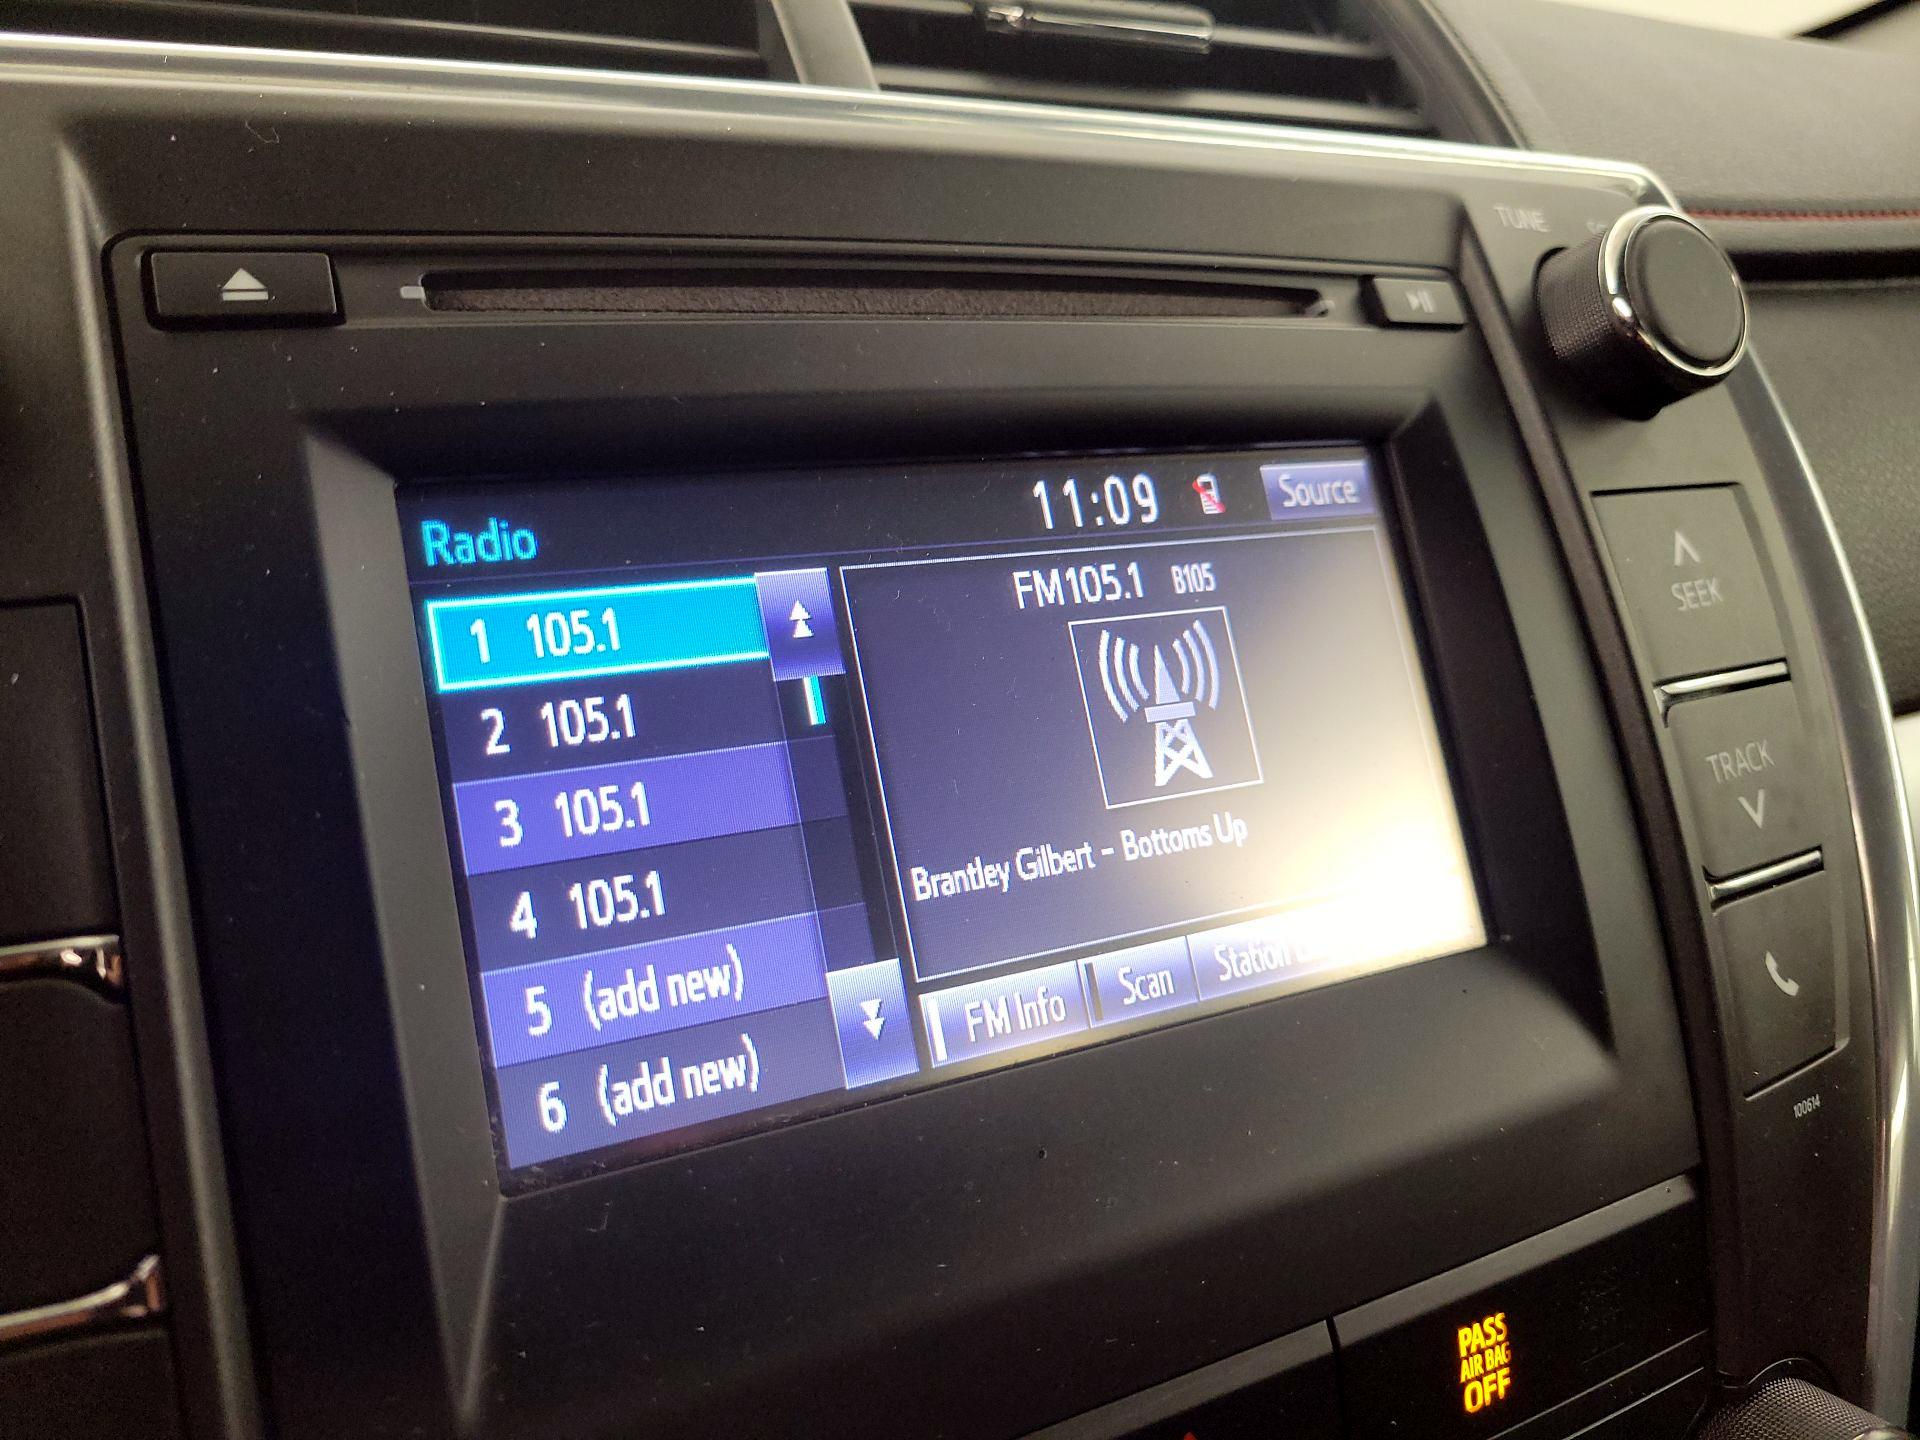 TUNE
11:09
Source
Radio
FM105.1 B105
1 105.1
2 105.1
3 105.1
4 105.1
5 (add new)
6 (add new)
Brantley Gilbert - Bottoms Up
FM Info
Scan
Station
SEEK
TRACK
100614
PASS
AIR BAG
OFF